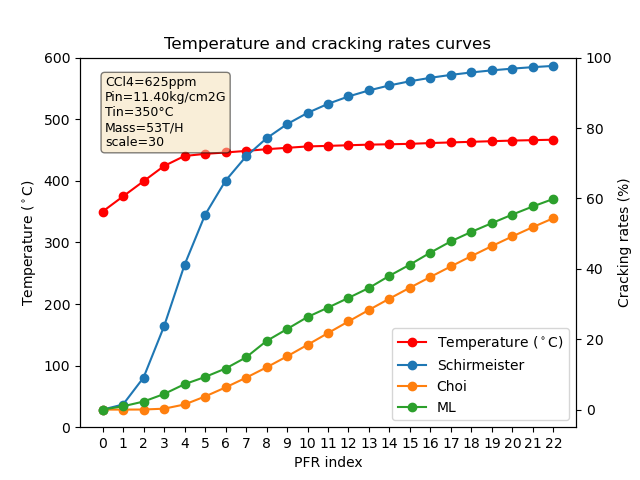 Temperature and cracking rates curves
CCl4=625ppm
Pin=11.40kg/cm2G
Tin=350°C
Mass=53T/H
scale=30
Temperature (°C)
600
500
400
300
200
100
0
Cracking rates (%)
100
80
60
40
20
0
Temperature (°C)
Schirmeister
Choi
ML
0 1 2 3 4 5 6 7 8 9 10 11 12 13 14 15 16 17 18 19 20 21 22
PFR index